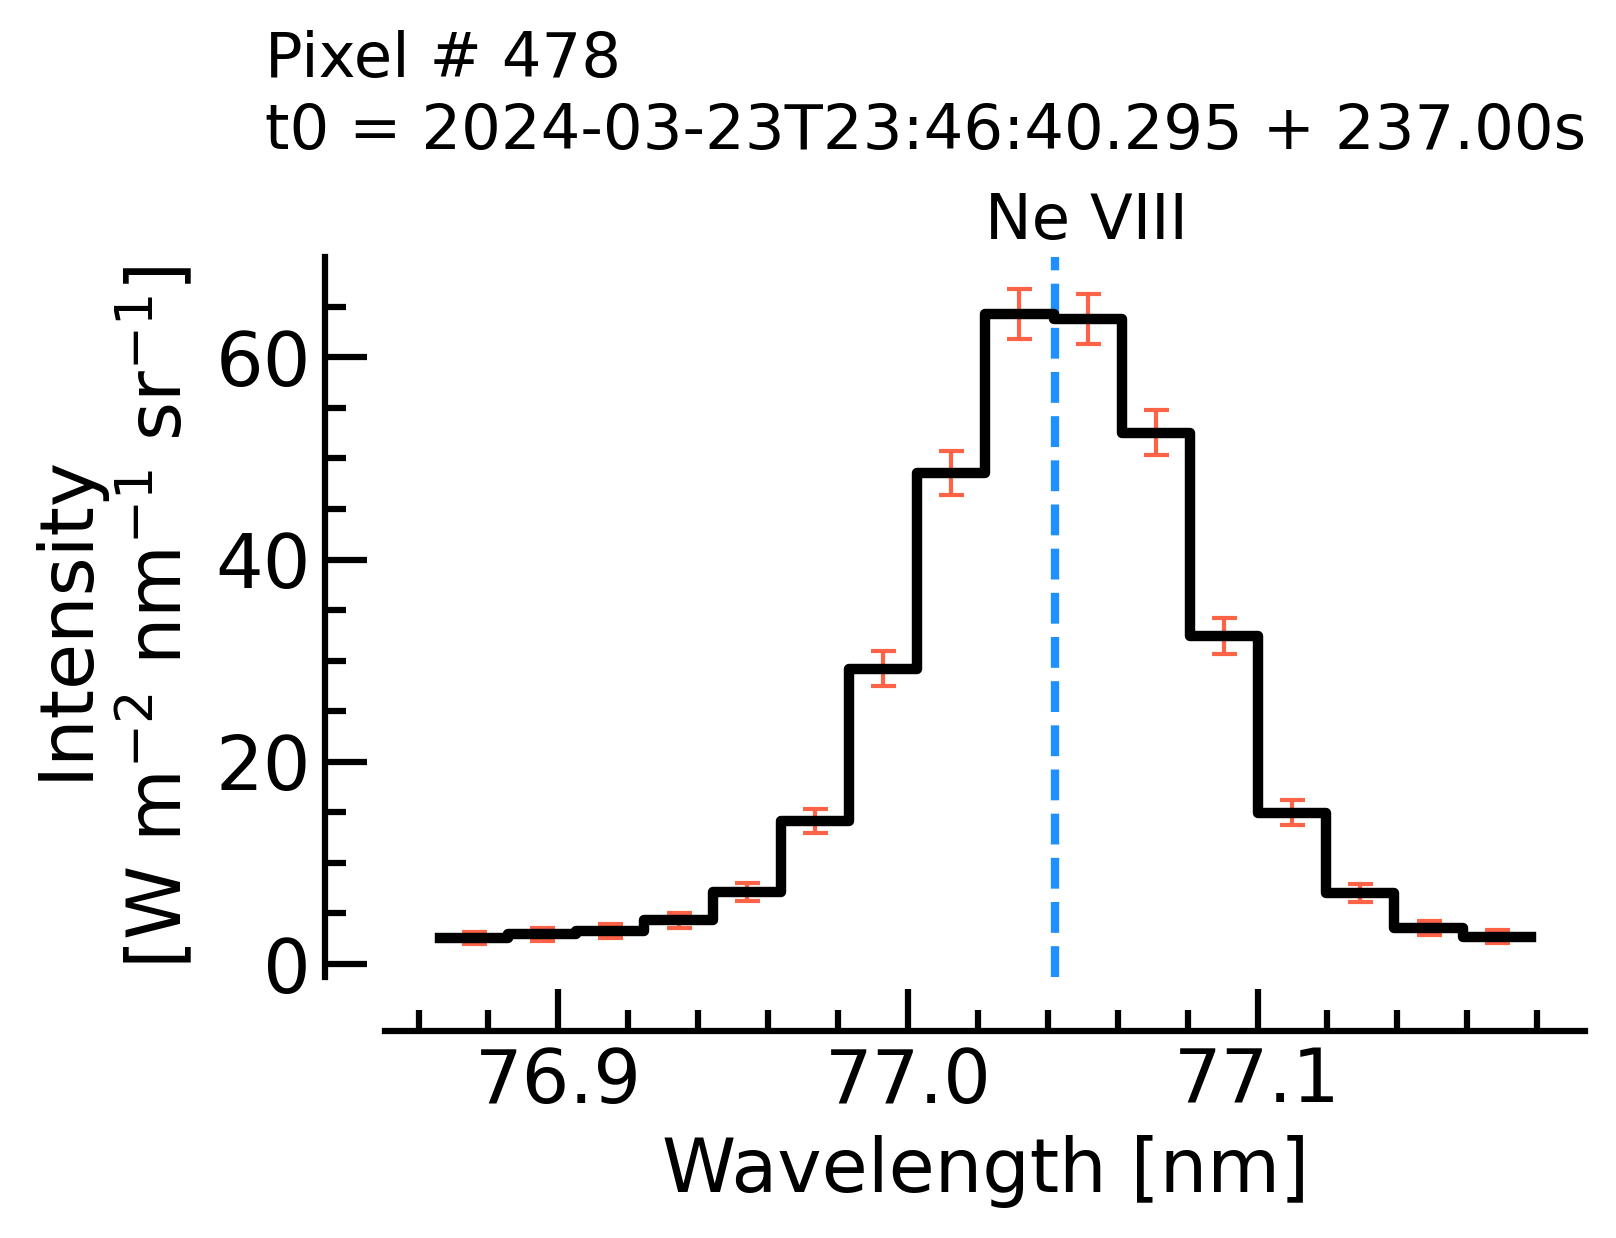 Pixel # 478
t0 = 2024-03-23T23:46:40.295 + 237.00s
Ne VIII
Intensity
[W m⁻² nm⁻¹ sr⁻¹]
60
40
20
0
76.9 77.0 77.1
Wavelength [nm]